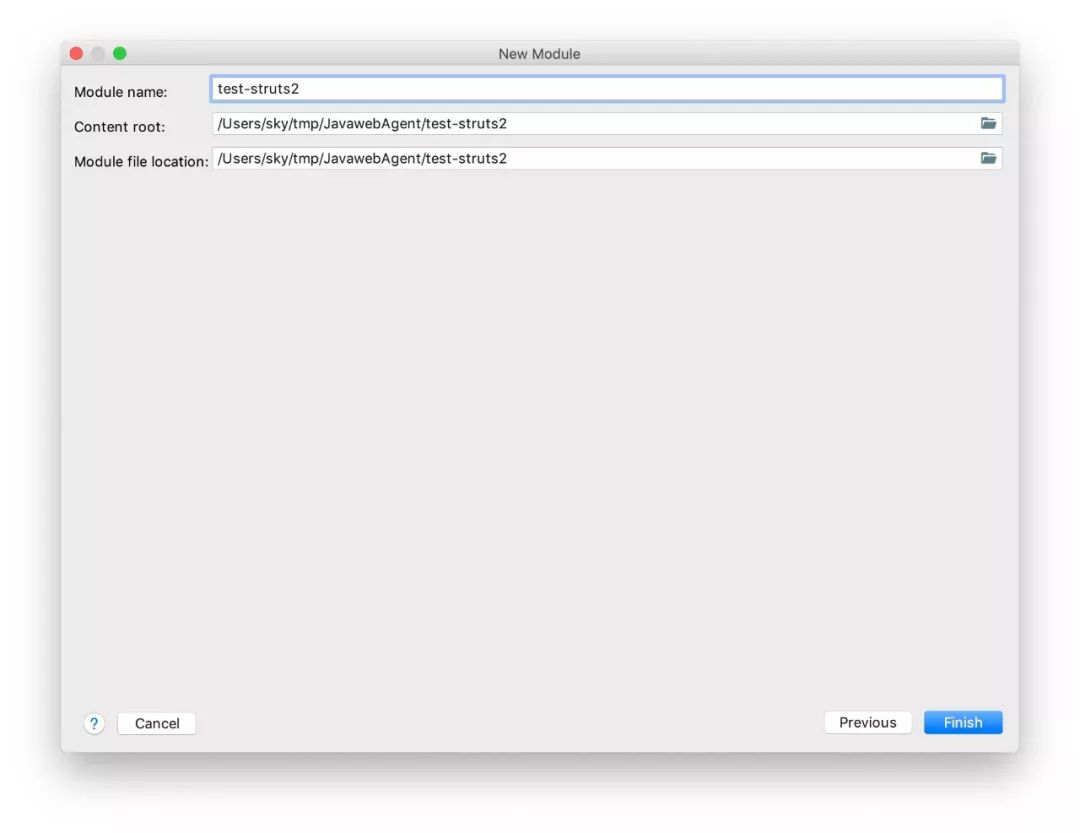 New Module
Module name: test-struts2
Content root: /Users/sky/tmp/JavawebAgent/test-struts2
Module file location: /Users/sky/tmp/JavawebAgent/test-struts2
? Cancel Previous Finish